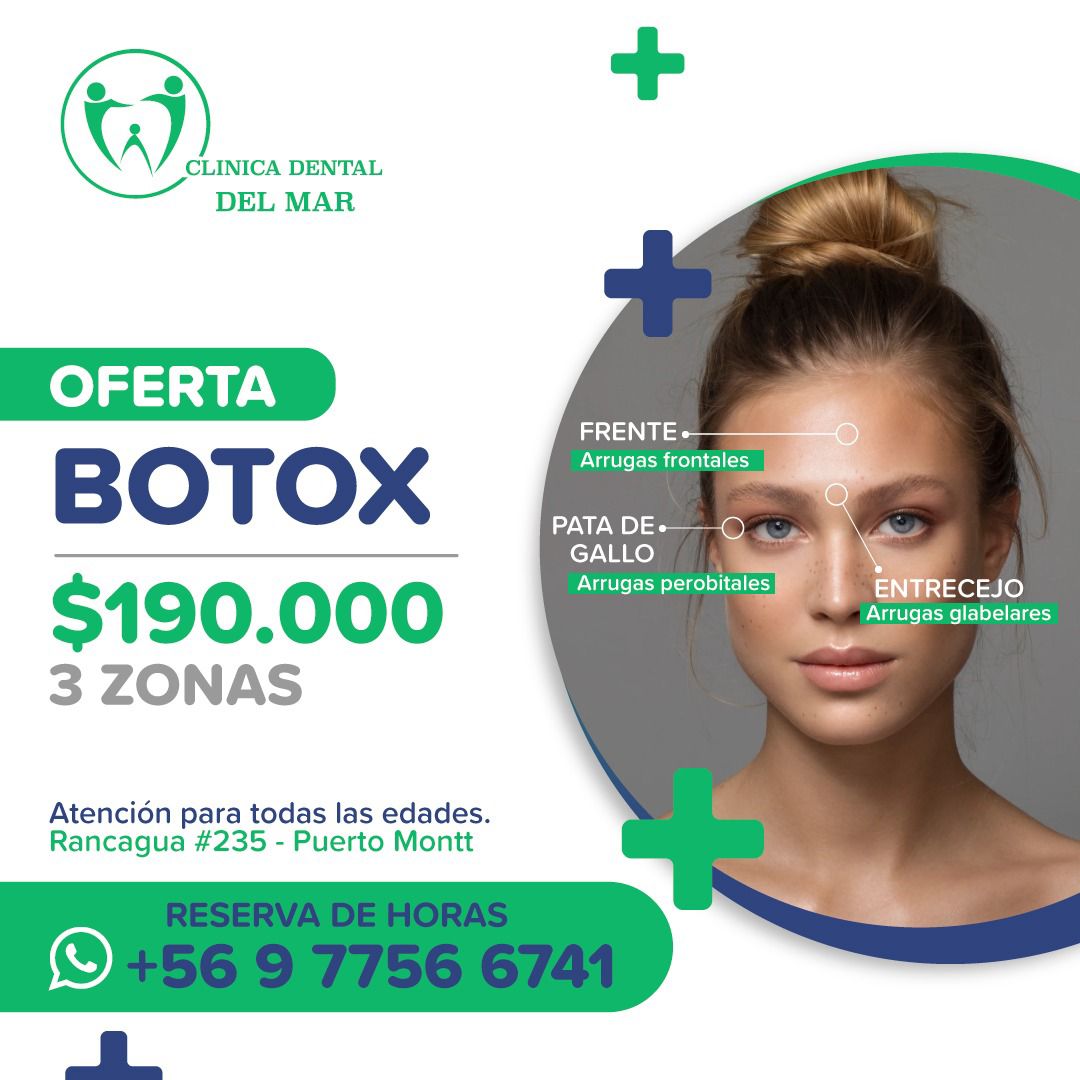 CLINICA DENTAL
DEL MAR
OFERTA
BOTOX
$190.000
3 ZONAS
FRENTE
Arrugas frontales
PATA DE
GALLO
Arrugas perobitales
ENTRECEJO
Arrugas glabelares
Atención para todas las edades.
Rancagua #235 - Puerto Montt
RESERVA DE HORAS
+56 9 7756 6741